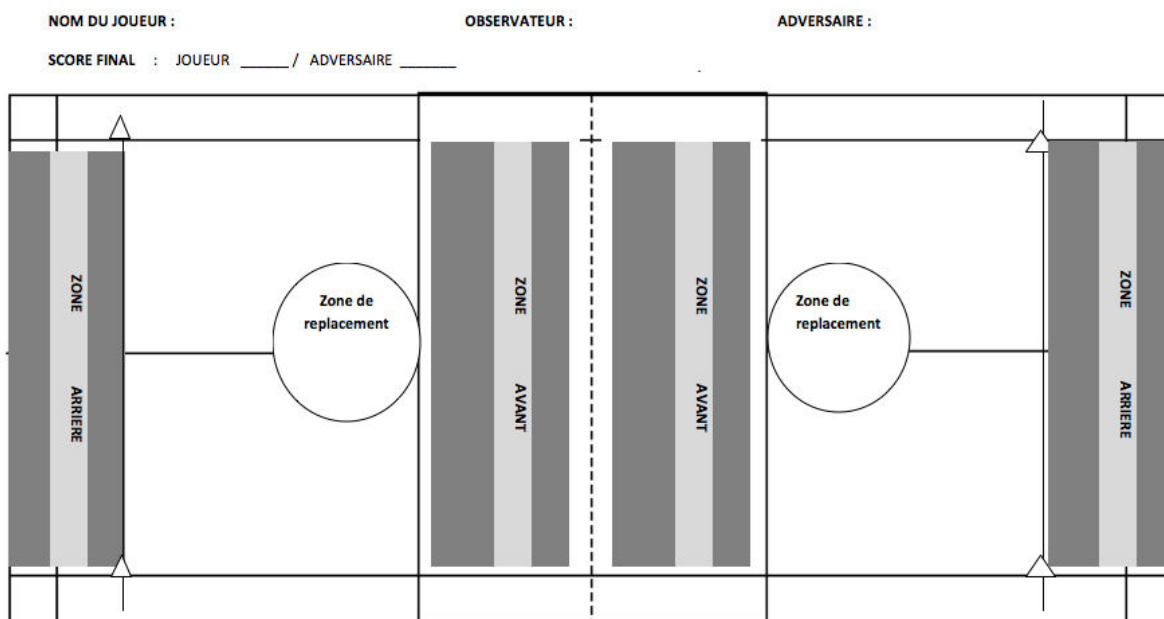 NOM DU JOUEUR : OBSERVATEUR : ADVERSAIRE :
SCORE FINAL : JOUEUR ______ / ADVERSAIRE _______
ZONE ARRIERE
Zone de
replacement
ZONE AVANT
ZONE AVANT
Zone de
replacement
ZONE ARRIERE